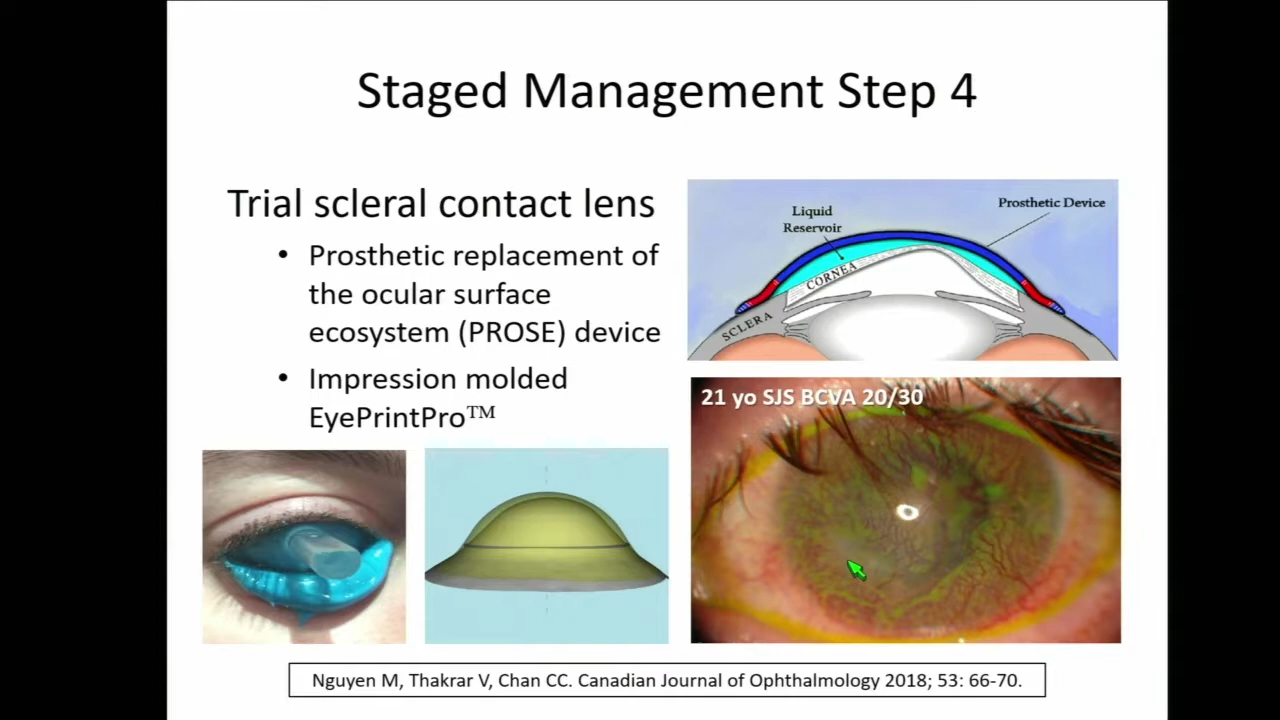 Staged Management Step 4
Trial scleral contact lens
• Prosthetic replacement of
the ocular surface
ecosystem (PROSE) device
• Impression molded
EyePrintPro™
Liquid
Reservoir
Prosthetic Device
CORNEA
SCLERA
21 yo SJS BCVA 20/30
Nguyen M, Thakrar V, Chan CC. Canadian Journal of Ophthalmology 2018; 53: 66-70.